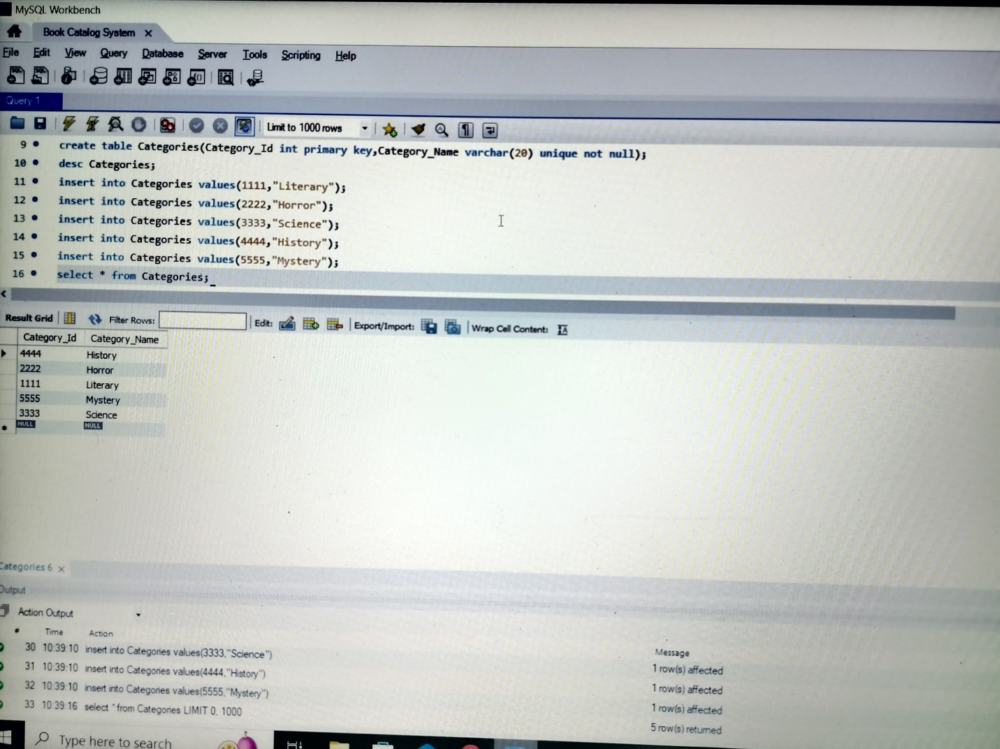 MySQL Workbench
Book Catalog System
File Edit View Query Database Server Tools Scripting Help
Query 1
Limit to 1000 rows
9 create table Categories(Category_Id int primary key,Category_Name varchar(20) unique not null);
10 desc Categories;
11 insert into Categories values(1111,"Literary");
12 insert into Categories values(2222,"Horror");
13 insert into Categories values(3333,"Science");
14 insert into Categories values(4444,"History");
15 insert into Categories values(5555,"Mystery");
16 select * from Categories;
Result Grid Filter Rows: Edit: Export/Import: Wrap Cell Content:
Category_Id Category_Name
4444 History
2222 Horror
1111 Literary
5555 Mystery
3333 Science
NULL NULL
Categories 6
Output
Action Output
# Time Action Message
30 10:39:10 insert into Categories values(3333,"Science") 1 row(s) affected
31 10:39:10 insert into Categories values(4444,"History") 1 row(s) affected
32 10:39:10 insert into Categories values(5555,"Mystery") 1 row(s) affected
33 10:39:16 select * from Categories LIMIT 0, 1000 5 row(s) returned
Type here to search